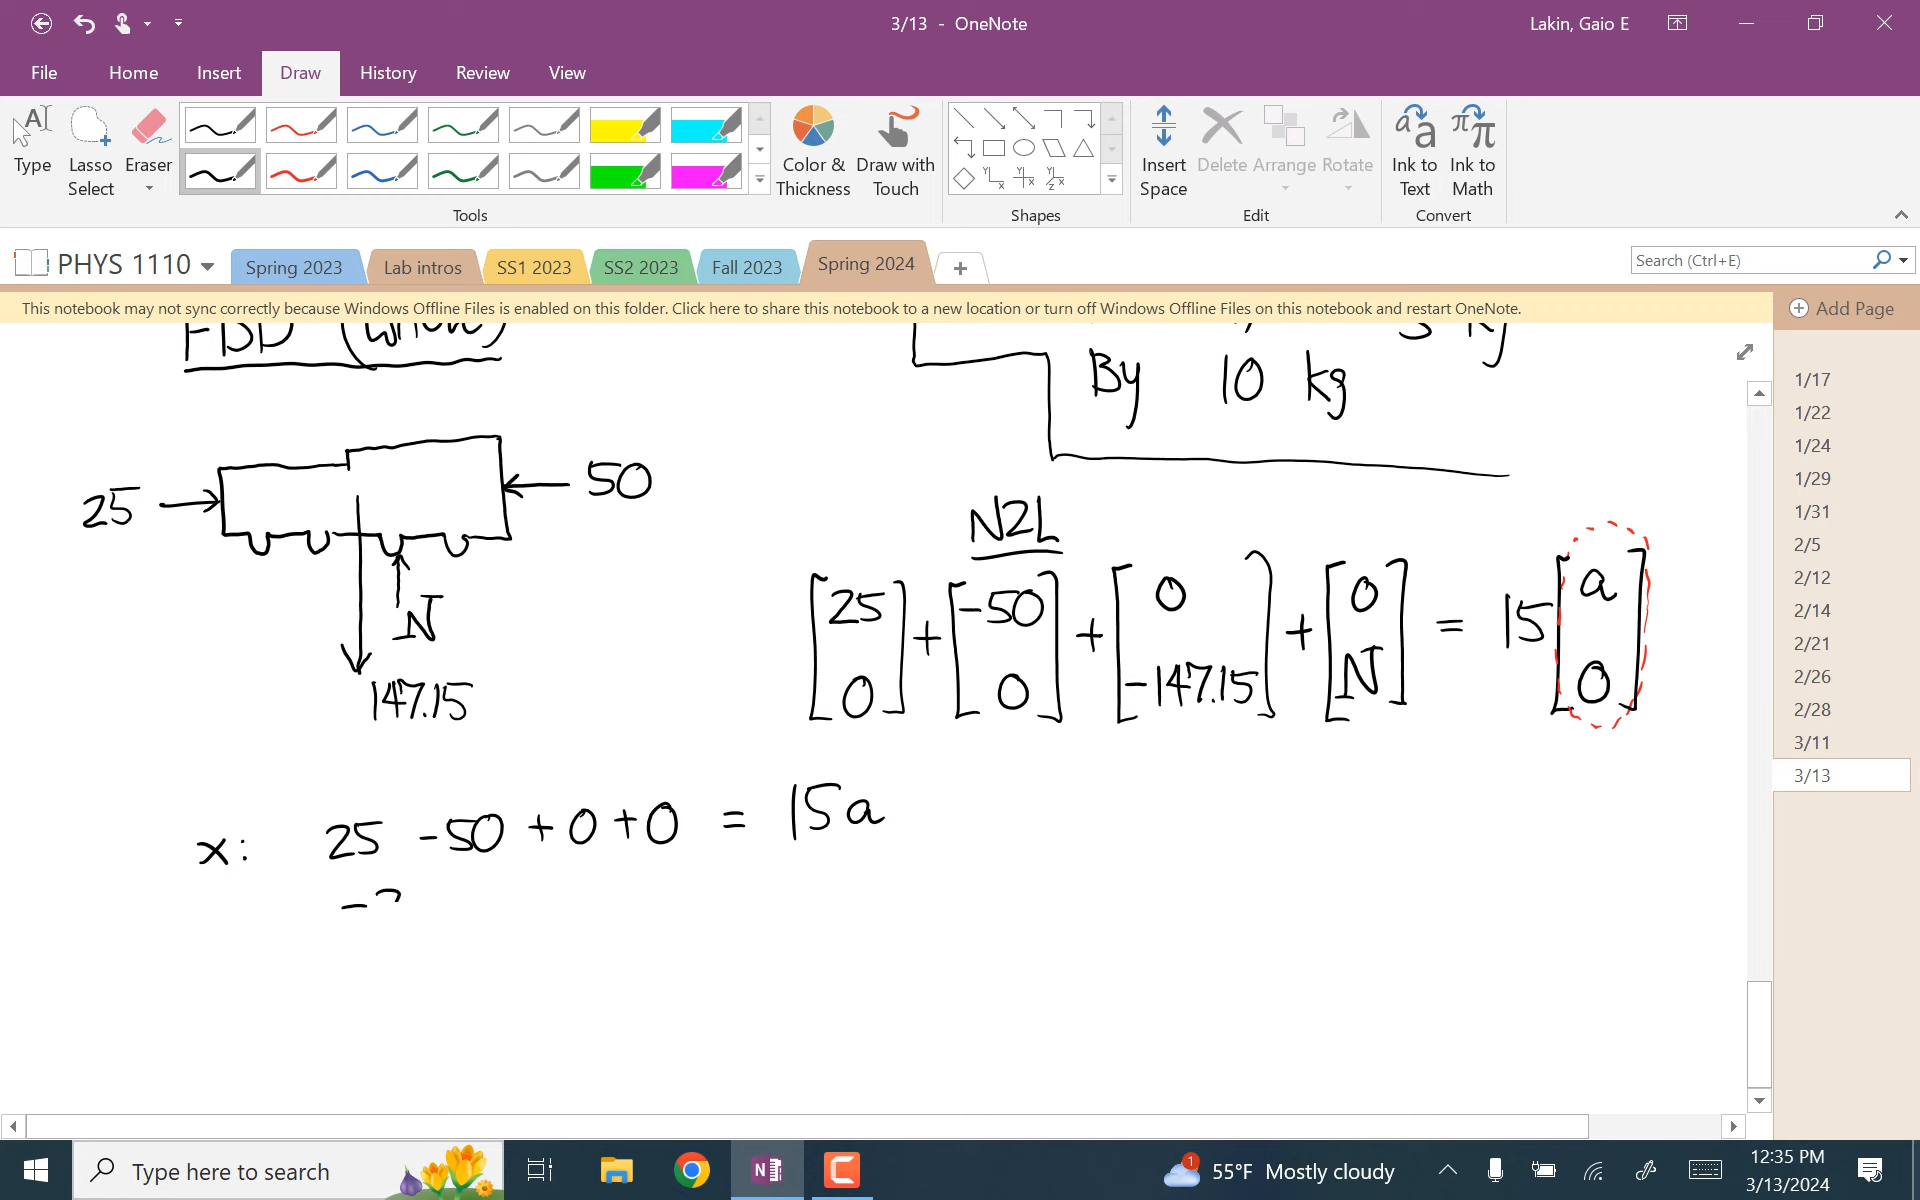 3/13 - OneNote
Lakin, Gaio E
File Home Insert Draw History Review View
Type
Lasso Select
Eraser
Color & Thickness
Draw with Touch
Insert Space
Delete
Arrange
Rotate
Ink to Text
Ink to Math
Tools
Shapes
Edit
Convert
PHYS 1110
Spring 2023
Lab intros
SS1 2023
SS2 2023
Fall 2023
Spring 2024
Search (Ctrl+E)
This notebook may not sync correctly because Windows Offline Files is enabled on this folder. Click here to share this notebook to a new location or turn off Windows Offline Files on this notebook and restart OneNote.
Add Page
1/17
1/22
1/24
1/29
1/31
2/5
2/12
2/14
2/21
2/26
2/28
3/11
3/13
FBD (whole)
By 10 kg
25
50
N
147.15
N2L
[25 0] + [-50 0] + [0 -147.15] + [0 N] = 15 [a 0]
x: 25 -50 + 0 + 0 = 15a
Type here to search
1
55°F Mostly cloudy
12:35 PM
3/13/2024